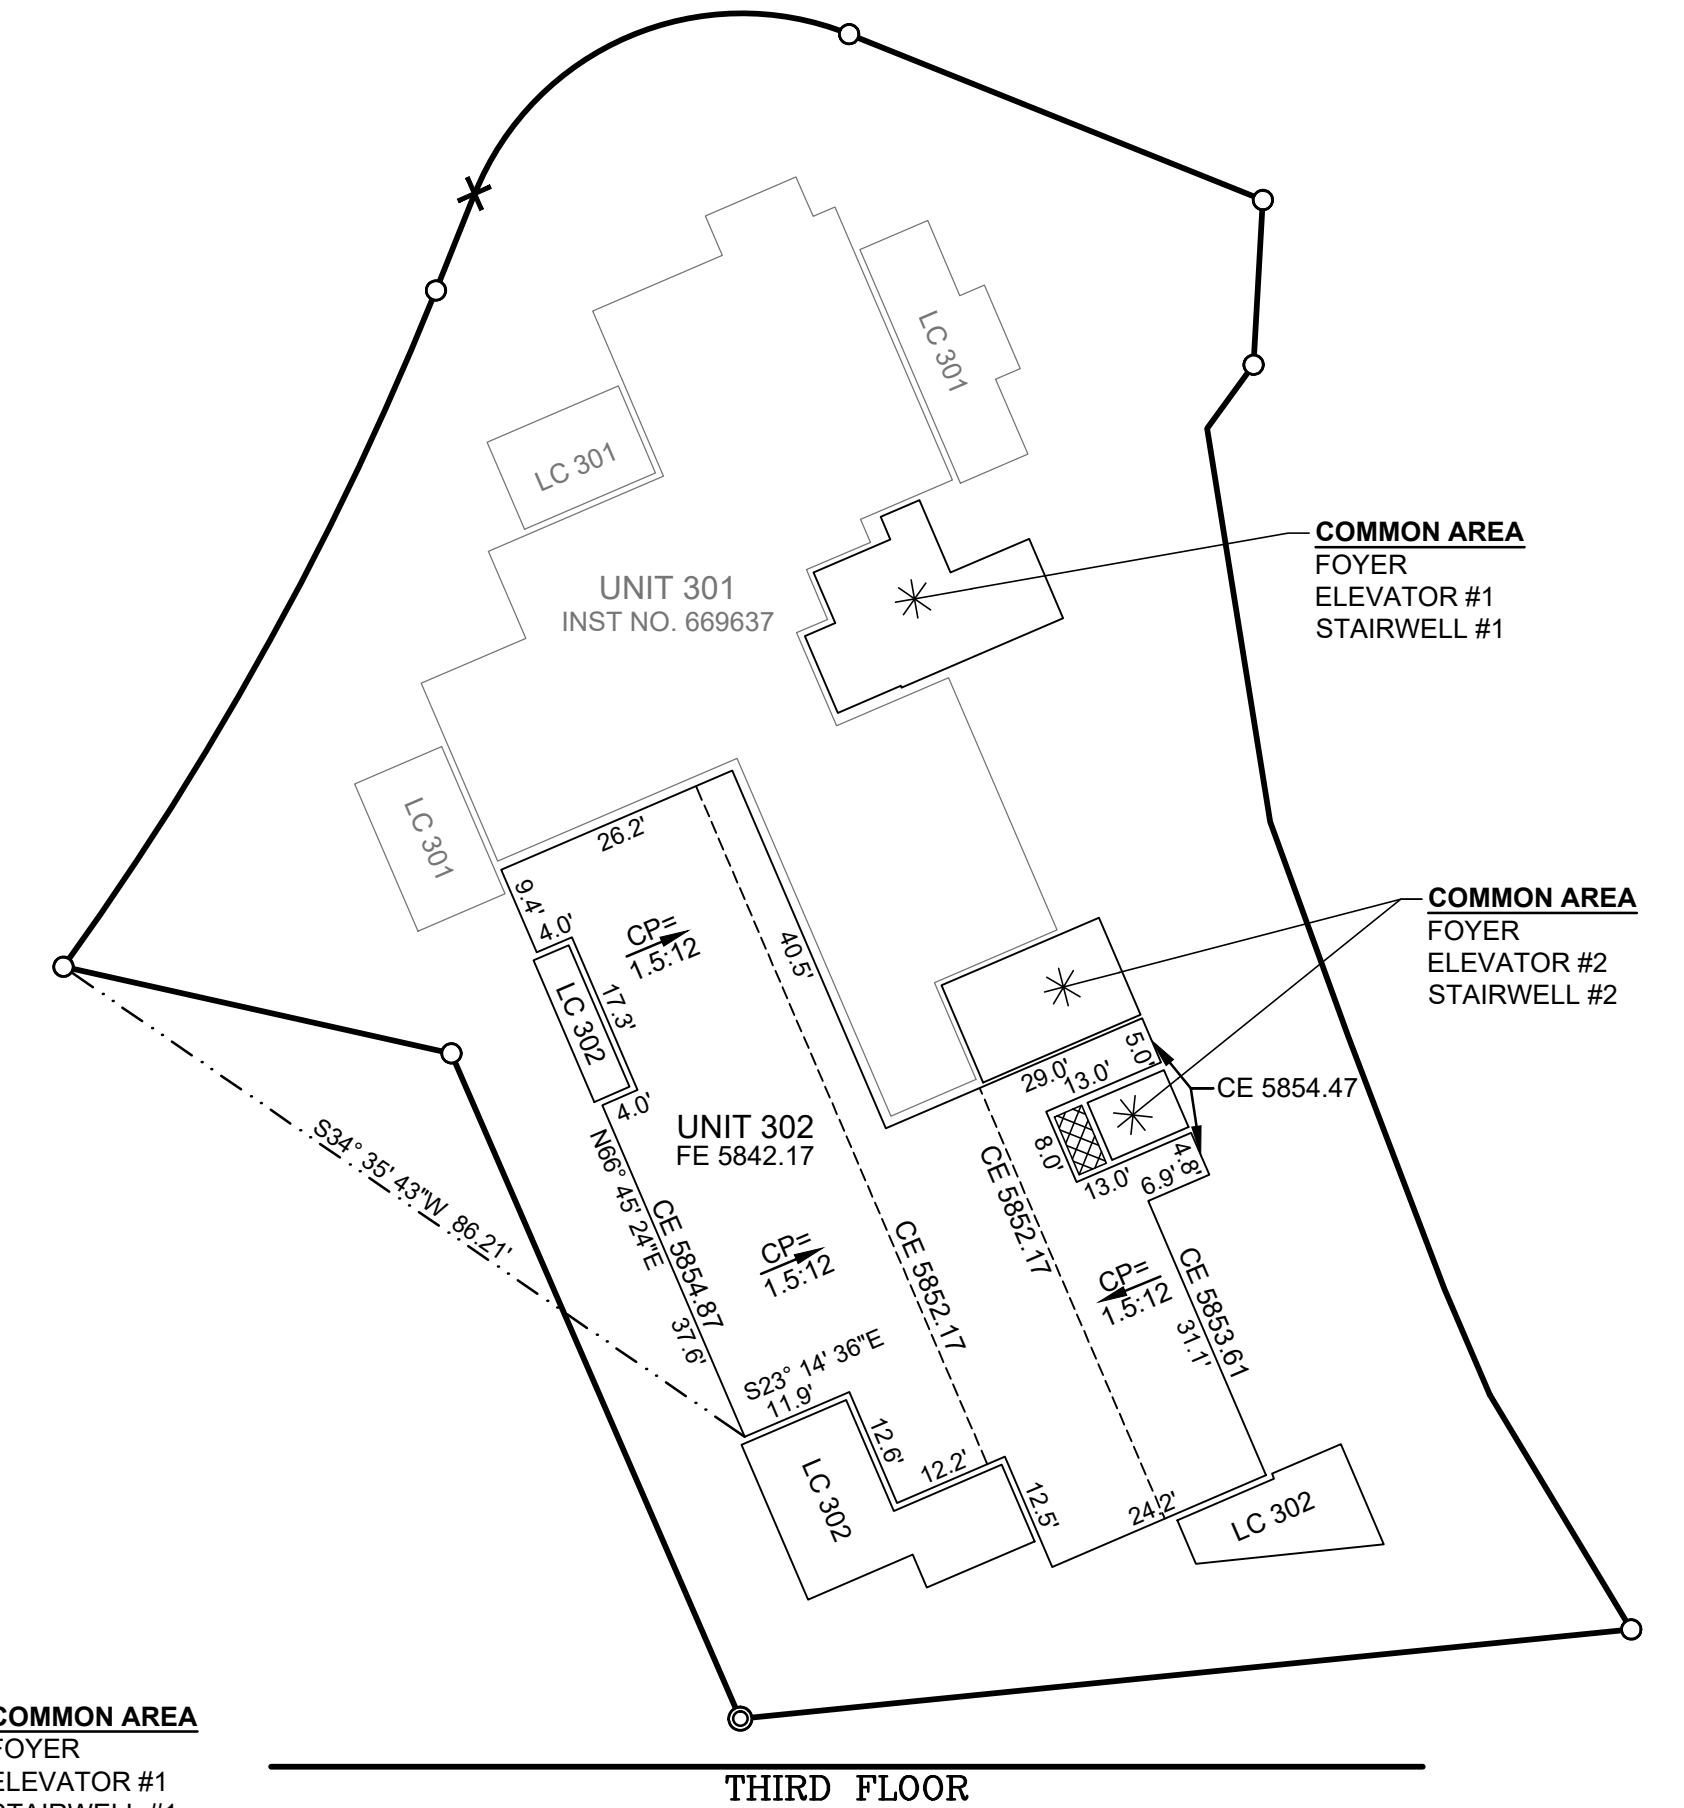 LC 301
LC 301
COMMON AREA
FOYER
ELEVATOR #1
STAIRWELL #1
UNIT 301
INST NO. 669637
LC 301
26.2'
9.4'
4.0'
CP=
1.5:12
40.5'
COMMON AREA
FOYER
ELEVATOR #2
STAIRWELL #2
17.3'
LC 302
4.0'
5.0'
29.0'
13.0'
CE 5854.47
UNIT 302
FE 5842.17
8.0'
4.8'
13.0'
6.9'
S34° 35' 43"W 86.21'
N66° 45' 24"E
CE 5854.87
37.6'
CE 5852.17
CE 5852.17
CP=
1.5:12
CP=
1.5:12
CE 5853.61
31.1'
S23° 14' 36"E
11.9'
12.6'
12.2'
12.5'
24.2'
LC 302
LC 302
COMMON AREA
FOYER
ELEVATOR #1
STAIRWELL #1
THIRD FLOOR